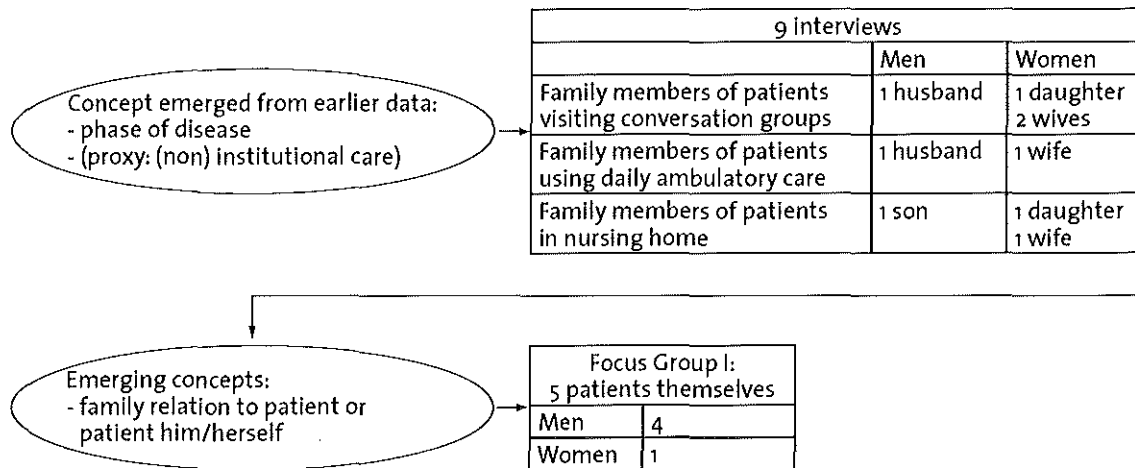 9 interviews
Men Women
Concept emerged from earlier data:
- phase of disease
- (proxy: (non) institutional care)
Family members of patients
visiting conversation groups
1 husband
1 daughter
2 wives
Family members of patients
using daily ambulatory care
1 husband
1 wife
Family members of patients
in nursing home
1 son
1 daughter
1 wife
Emerging concepts:
- family relation to patient or
patient him/herself
Focus Group I:
5 patients themselves
Men 4
Women 1